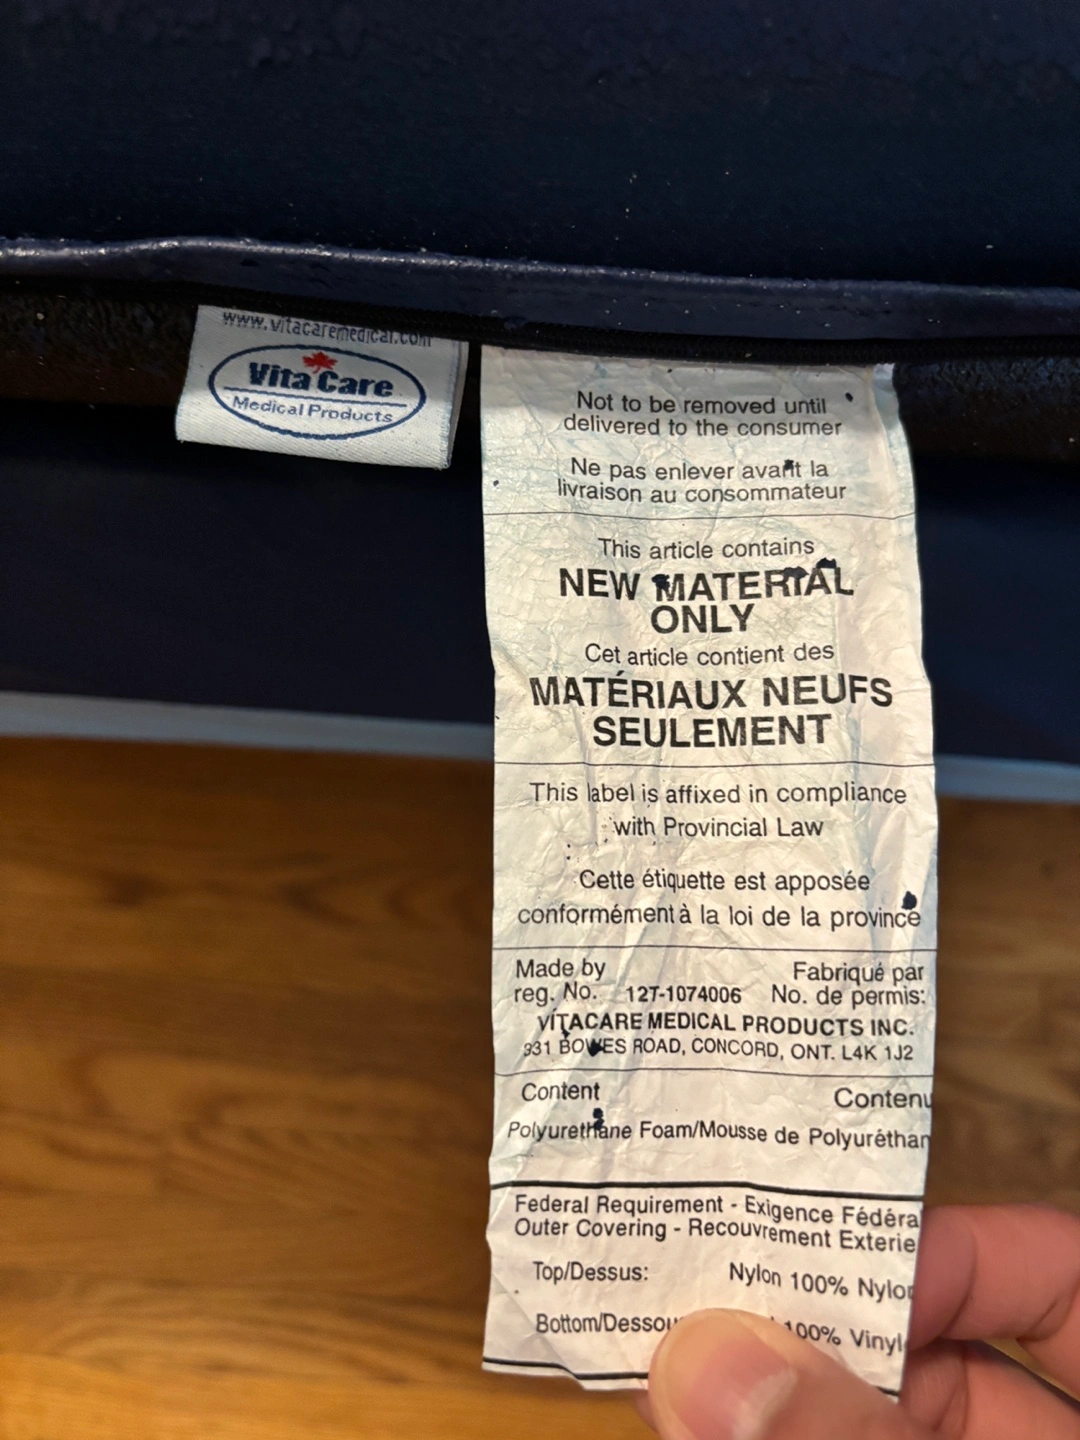 www.vitacaremedical.com
Vita Care
Medical Products
Not to be removed until
delivered to the consumer
Ne pas enlever avant la
livraison au consommateur
This article contains
NEW MATERIAL
ONLY
Cet article contient des
MATÉRIAUX NEUFS
SEULEMENT
This label is affixed in compliance
with Provincial Law
Cette étiquette est apposée
conformément à la loi de la province
Made by Fabriqué par
reg. No. 12T-1074006 No. de permis:
VITACARE MEDICAL PRODUCTS INC.
931 BOWES ROAD, CONCORD, ONT. L4K 1J2
Content Contenu
Polyurethane Foam/Mousse de Polyuréthan
Federal Requirement - Exigence Fédéra
Outer Covering - Recouvrement Exterie
Top/Dessus: Nylon 100% Nylon
Bottom/Dessou 100% Vinyl